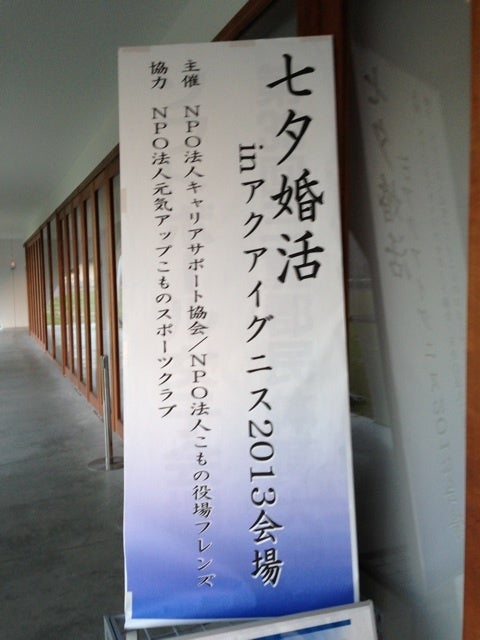 七夕婚活
inアクアイグニス2013会場
主催 NPO法人キャリアサポート協会／NPO法人こもの役場フレンズ
協力 NPO法人元気アップこものスポーツクラブ